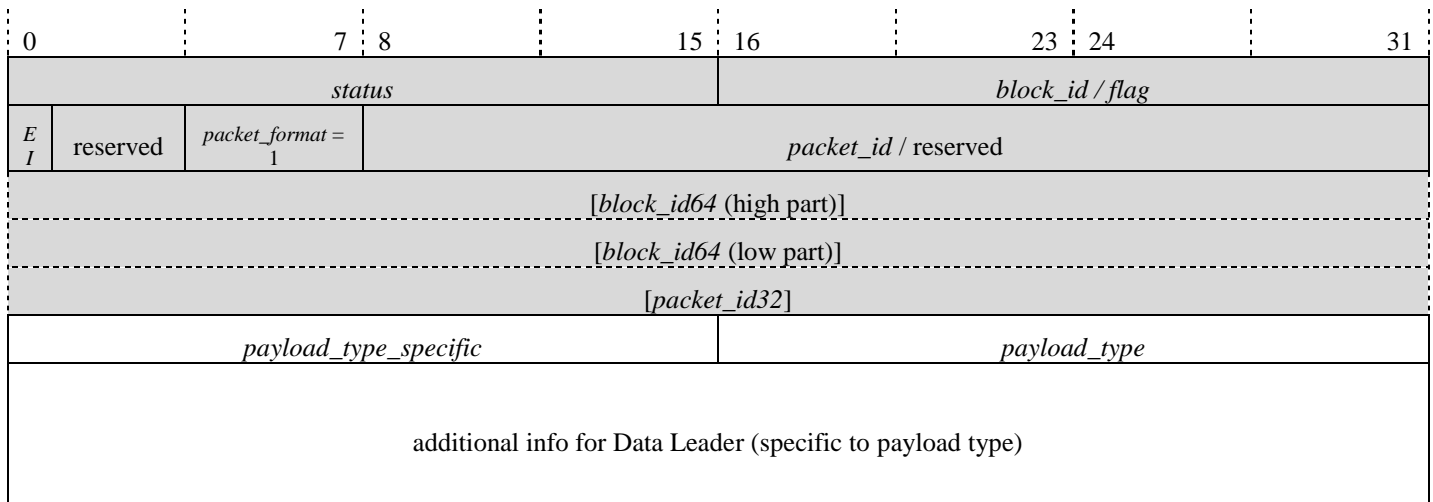 0 7 8 15 16 23 24 31
status block_id / flag
E I reserved packet_format = 1 packet_id / reserved
[block_id64 (high part)]
[block_id64 (low part)]
[packet_id32]
payload_type_specific payload_type
additional info for Data Leader (specific to payload type)